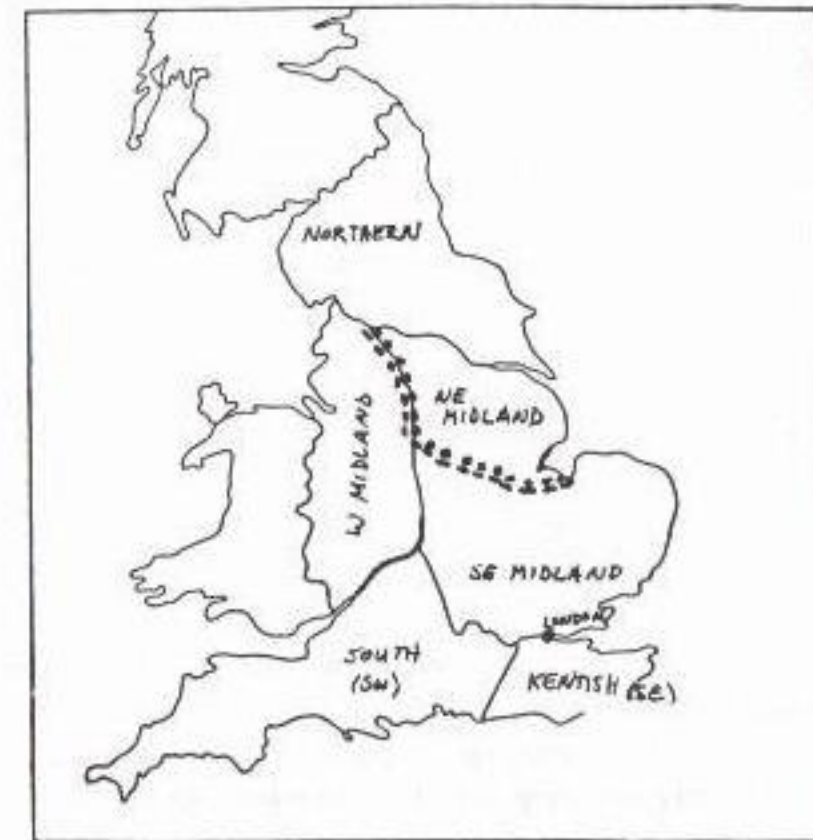 NORTHERN
NE
MIDLAND
W MIDLAND
SE MIDLAND
LONDON
SOUTH
(SW)
KENTISH (SE)